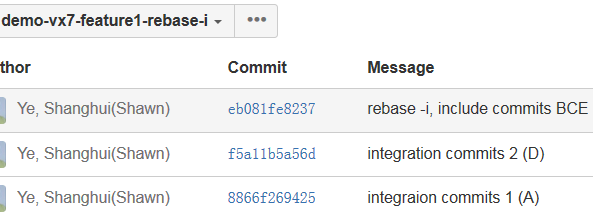 demo-vx7-feature1-rebase-i
thor Commit Message
Ye, Shanghui(Shawn) eb081fe8237 rebase -i, include commits BCE
Ye, Shanghui(Shawn) f5a11b5a56d integration commits 2 (D)
Ye, Shanghui(Shawn) 8866f269425 integraion commits 1 (A)